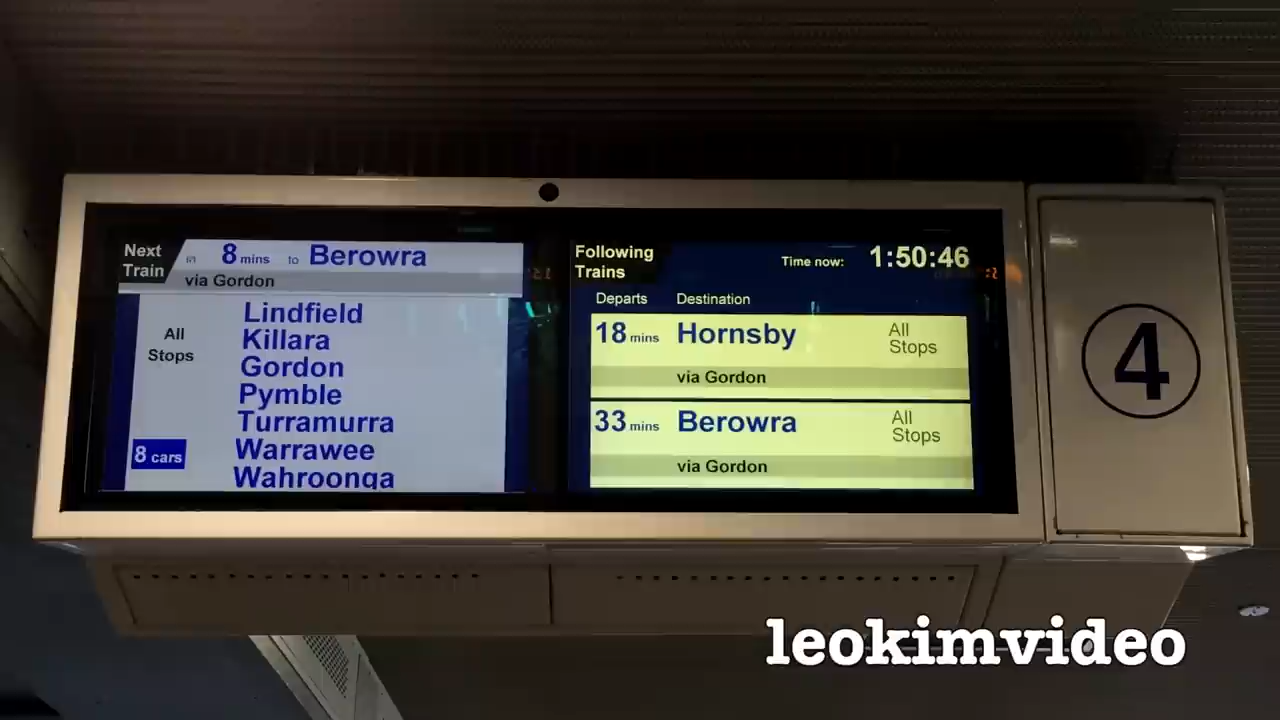 Next Train in 8 mins to Berowra
via Gordon
All Stops
8 cars
Lindfield
Killara
Gordon
Pymble
Turramurra
Warrawee
Wahroonga
Following Trains
Time now: 1:50:46
Departs Destination
18 mins Hornsby All Stops
via Gordon
33 mins Berowra All Stops
via Gordon
4
leokimvideo